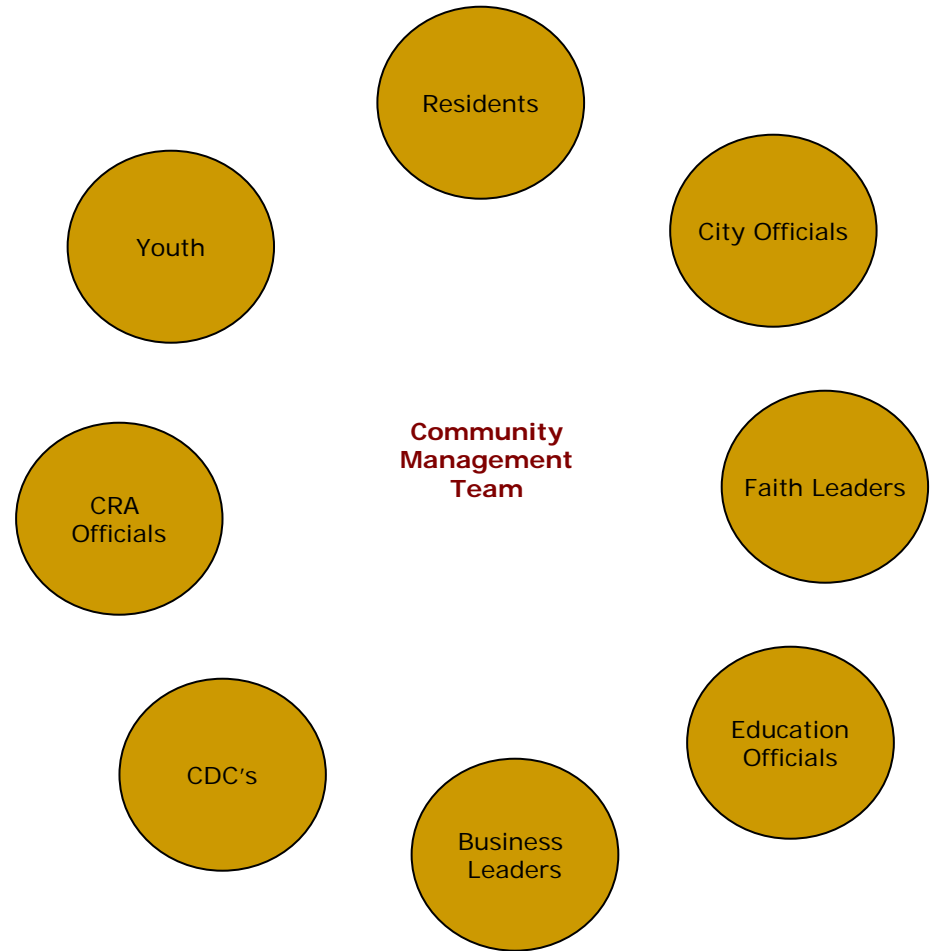 Residents
City Officials
Youth
Community
Management
Team
Faith Leaders
CRA
Officials
Education
Officials
CDC's
Business
Leaders